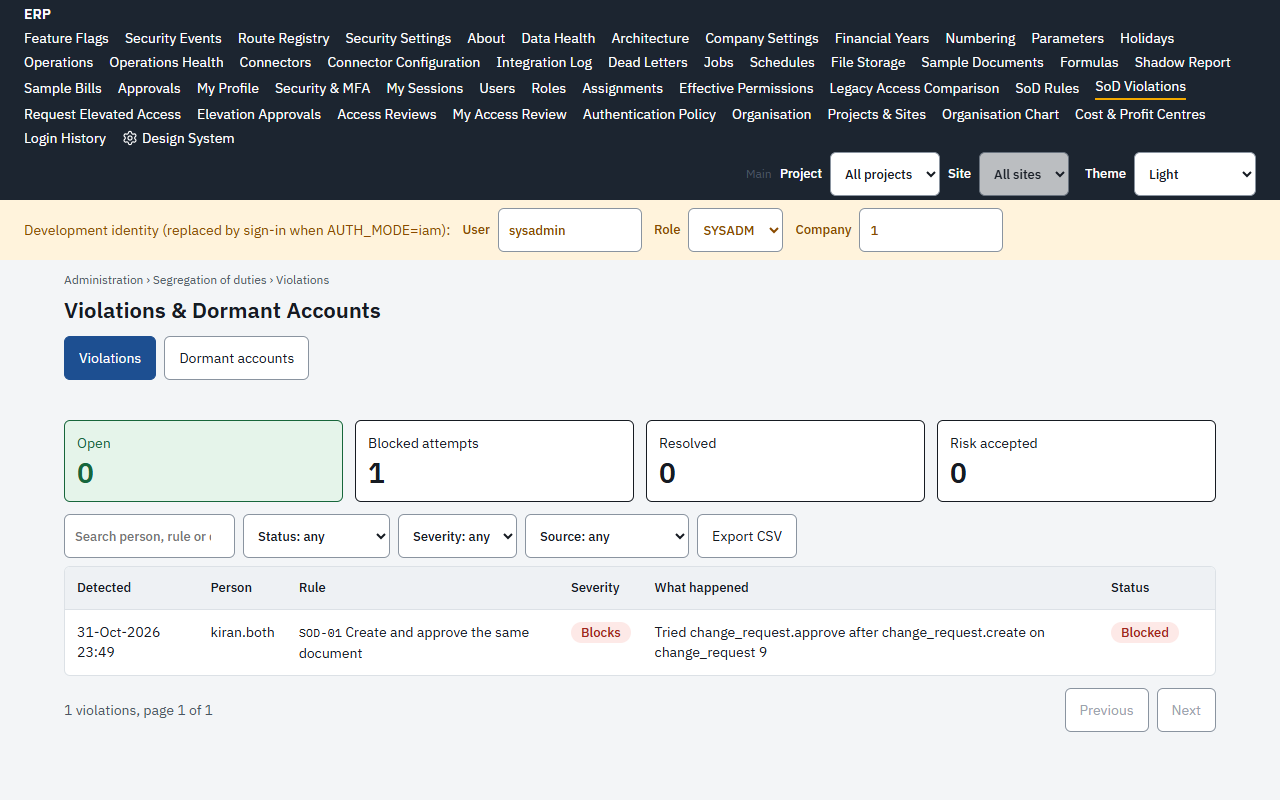 ERP
Feature Flags Security Events Route Registry Security Settings About Data Health Architecture Company Settings Financial Years Numbering Parameters Holidays
Operations Operations Health Connectors Connector Configuration Integration Log Dead Letters Jobs Schedules File Storage Sample Documents Formulas Shadow Report
Sample Bills Approvals My Profile Security & MFA My Sessions Users Roles Assignments Effective Permissions Legacy Access Comparison SoD Rules SoD Violations
Request Elevated Access Elevation Approvals Access Reviews My Access Review Authentication Policy Organisation Projects & Sites Organisation Chart Cost & Profit Centres
Login History Design System
Main Project All projects Site All sites Theme Light
Development identity (replaced by sign-in when AUTH_MODE=iam): User sysadmin Role SYSADM Company 1
Administration › Segregation of duties › Violations
Violations & Dormant Accounts
Violations Dormant accounts
Open Blocked attempts Resolved Risk accepted
0 1 0 0
Search person, rule or Status: any Severity: any Source: any Export CSV
Detected Person Rule Severity What happened Status
31-Oct-2026 kiran.both SOD-01 Create and approve the same Blocks Tried change_request.approve after change_request.create on Blocked
23:49 document change_request 9
1 violations, page 1 of 1 Previous Next